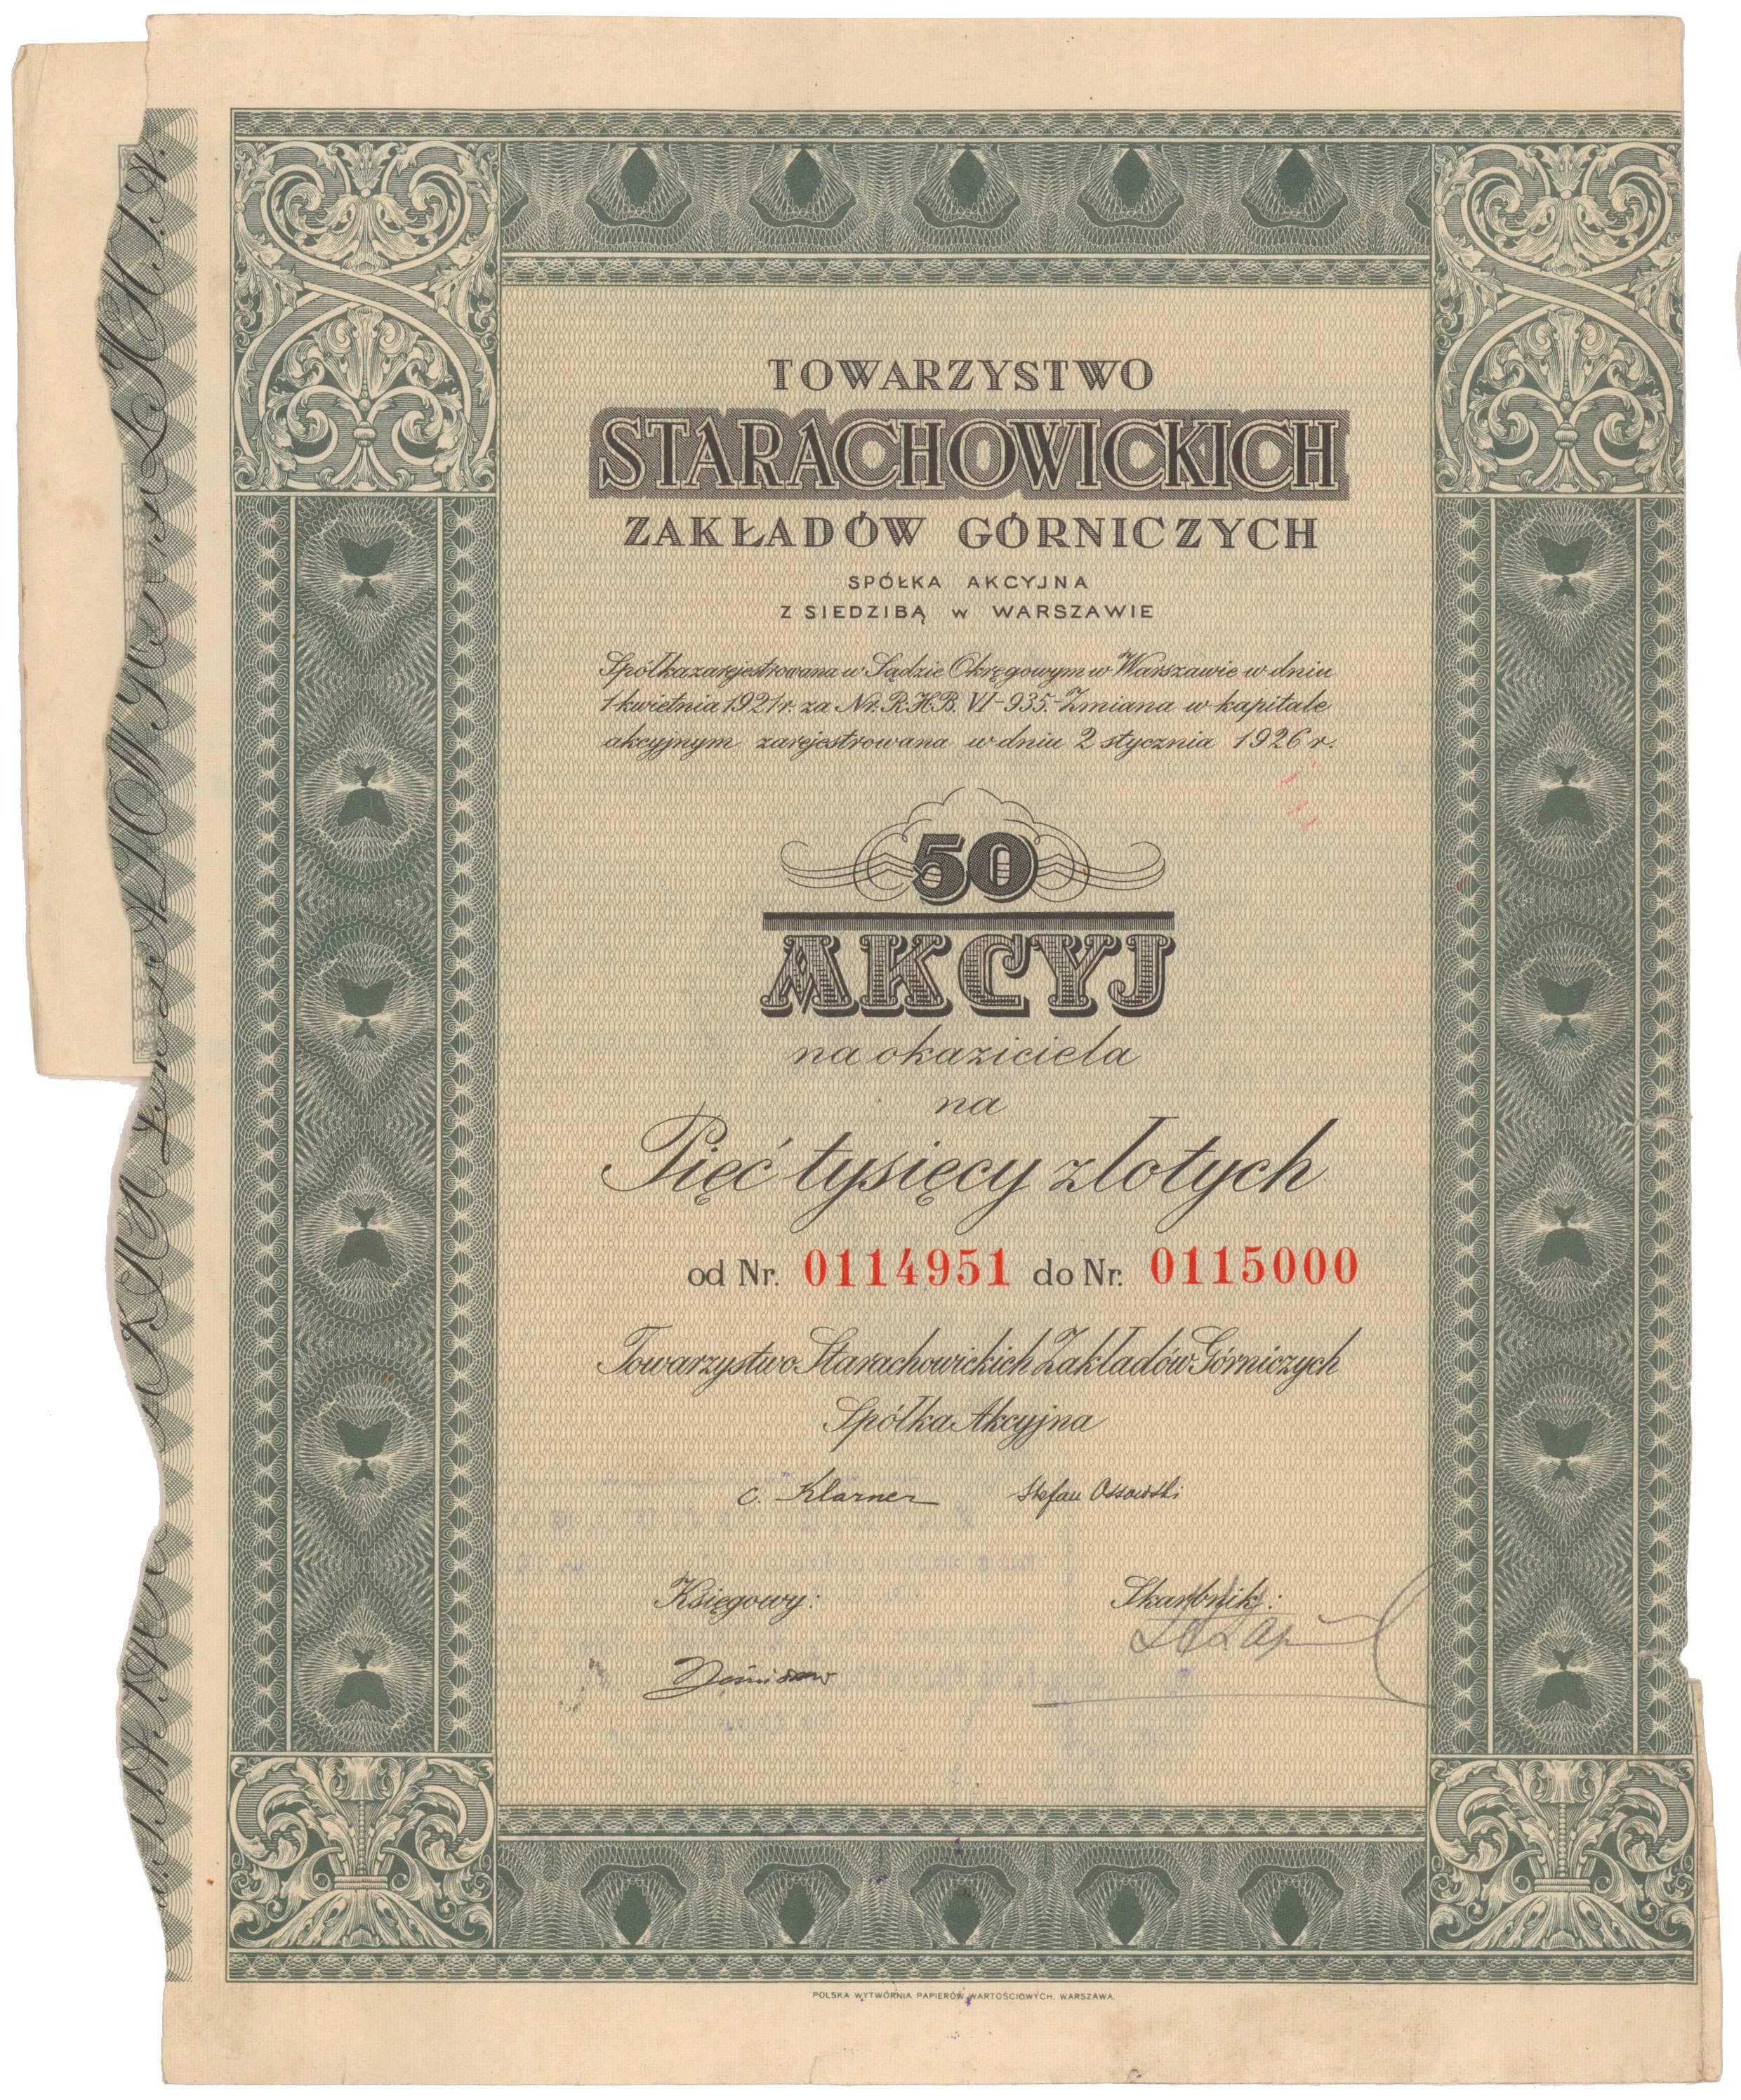 TOWARZYSTWO
STARACHOWICKICH
ZAKŁADÓW GÓRNICZYCH
SPÓŁKA AKCYJNA
Z SIEDZIBĄ W WARSZAWIE
Spółka zarejestrowana w Sądzie Okręgowym w Warszawie w dniu
1 kwietnia 1921 r. za Nr. R.H.B. VI-935.-Zmiana w kapitale
akcyjnym zarejestrowana w dniu 2 stycznia 1926 r.
50
AKCYJ
na okaziciela
na
Pięć tysięcy złotych
od Nr. 0114951 do Nr. 0115000
Towarzystwo Starachowickich Zakładów Górniczych
Spółka Akcyjna
C. Klarner Stefan Ossowski
Księgowy: Skarbnik:
POLSKA WYTWÓRNIA PAPIERÓW WARTOŚCIOWYCH. WARSZAWA.